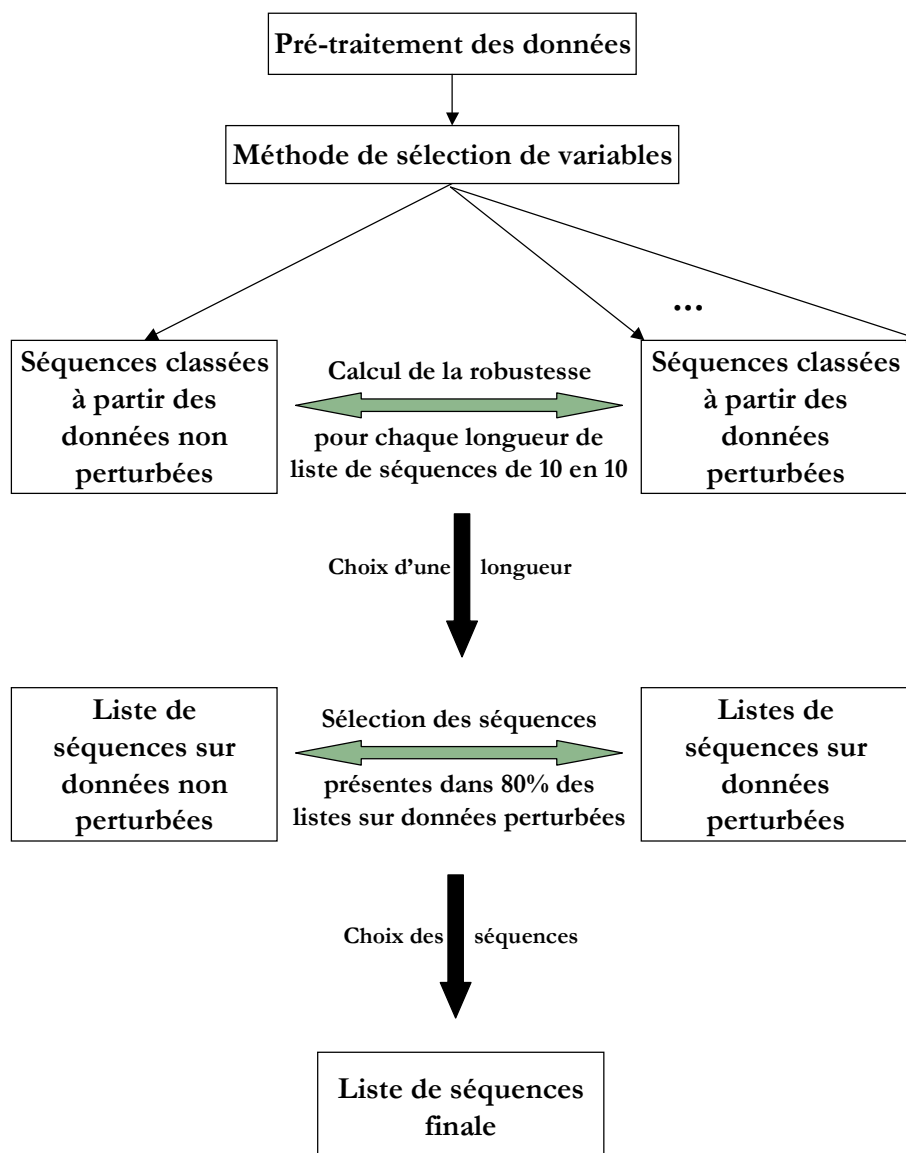 Pré-traitement des données
Méthode de sélection de variables
...
Séquences classées
à partir des
données non
perturbées
Calcul de la robustesse
pour chaque longueur de
liste de séquences de 10 en 10
Séquences classées
à partir des
données
perturbées
Choix d'une longueur
Liste de
séquences sur
données non
perturbées
Sélection des séquences
présentes dans 80% des
listes sur données perturbées
Listes de
séquences sur
données
perturbées
Choix des séquences
Liste de séquences
finale